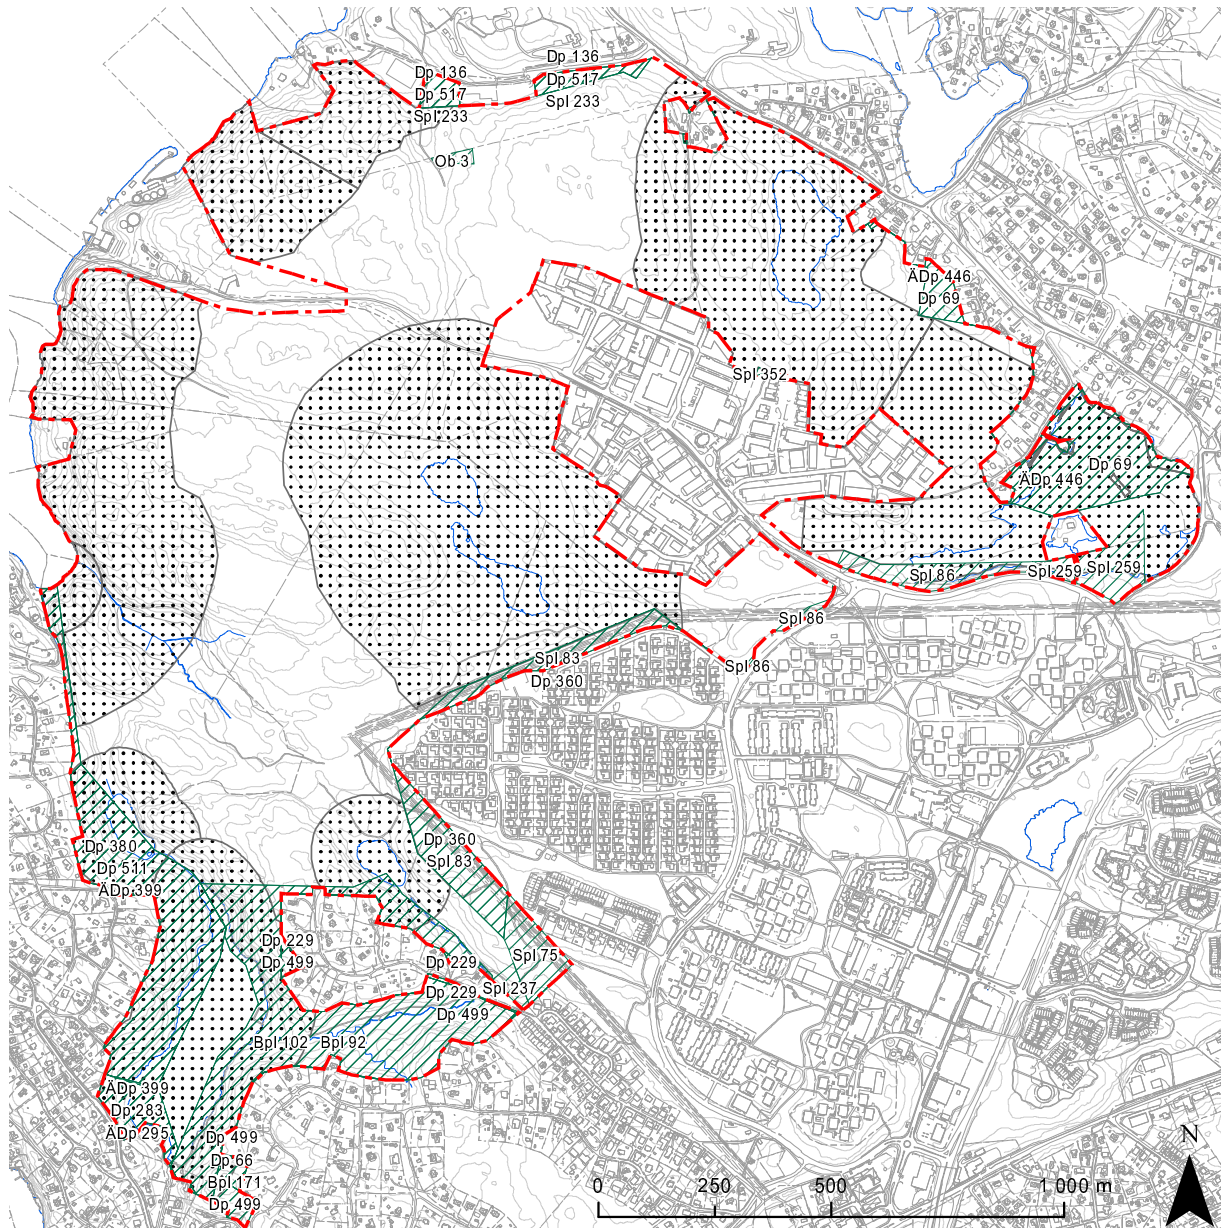 Dp 136
Dp 136
Dp 517
Dp 517
Spl 233
Spl 233
Ob 3
ÄDp 446
Dp 69
Spl 352
Dp 69
ÄDp 446
Spl 86
Spl 259
Spl 259
Spl 86
Spl 83
Spl 86
Dp 360
Dp 380
Dp 511
ÄDp 399
Dp 360
Spl 83
Dp 229
Dp 499
Spl 75
Dp 229
Spl 237
Dp 229
Dp 499
Bpl 102
Bpl 92
ÄDp 399
Dp 283
ÄDp 295
Dp 499
Dp 66
Bpl 171
Dp 499
N
0 250 500 1 000 m